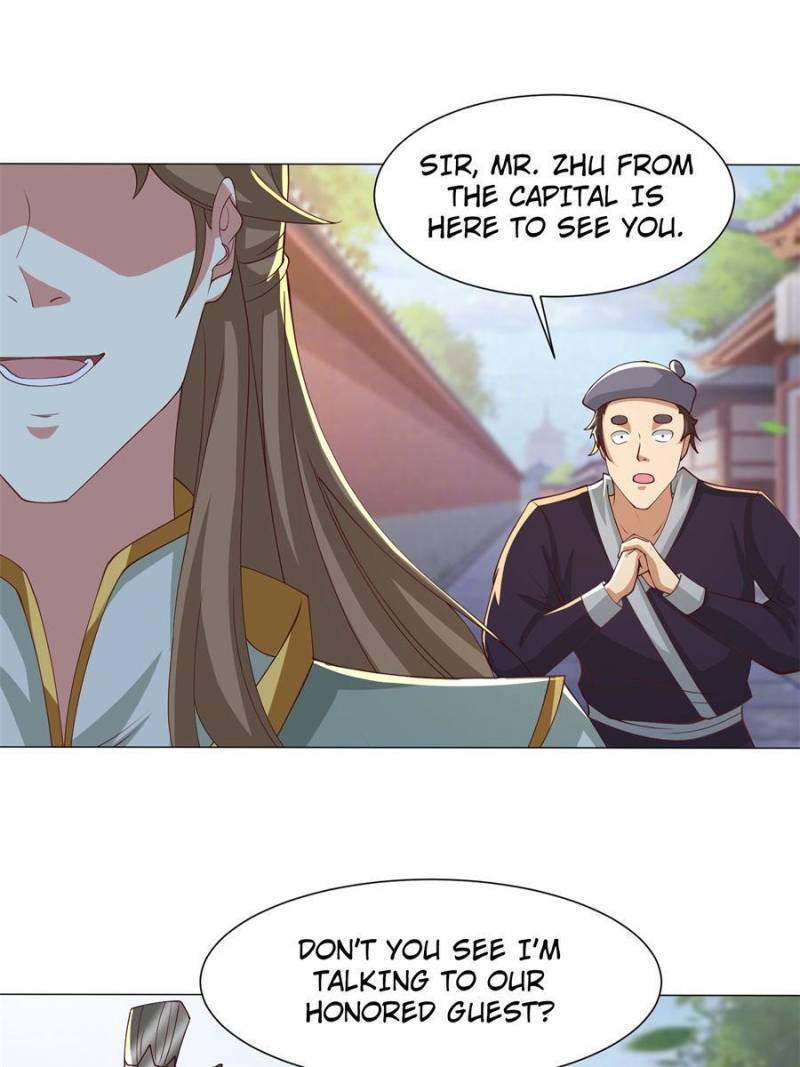 SIR, MR. ZHU FROM
THE CAPITAL IS
HERE TO SEE YOU.
DON'T YOU SEE I'M
TALKING TO OUR
HONORED GUEST?